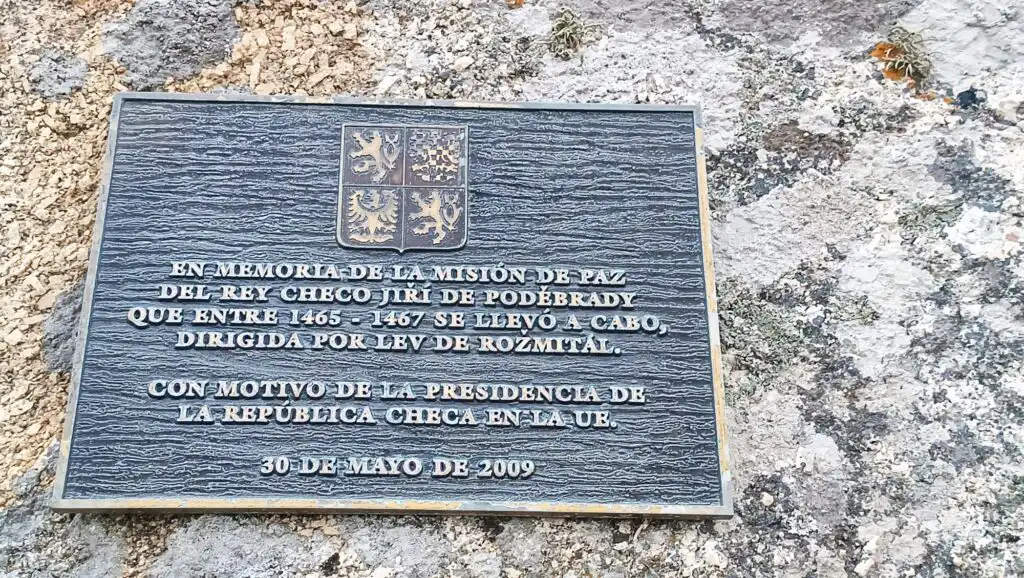 EN MEMORIA DE LA MISIÓN DE PAZ
DEL REY CHECO JIŘÍ DE PODĚBRADY
QUE ENTRE 1465 - 1467 SE LLEVÓ A CABO,
DIRIGIDA POR LEV DE ROŽMITÁL.
CON MOTIVO DE LA PRESIDENCIA DE
LA REPÚBLICA CHECA EN LA UE.
30 DE MAYO DE 2009